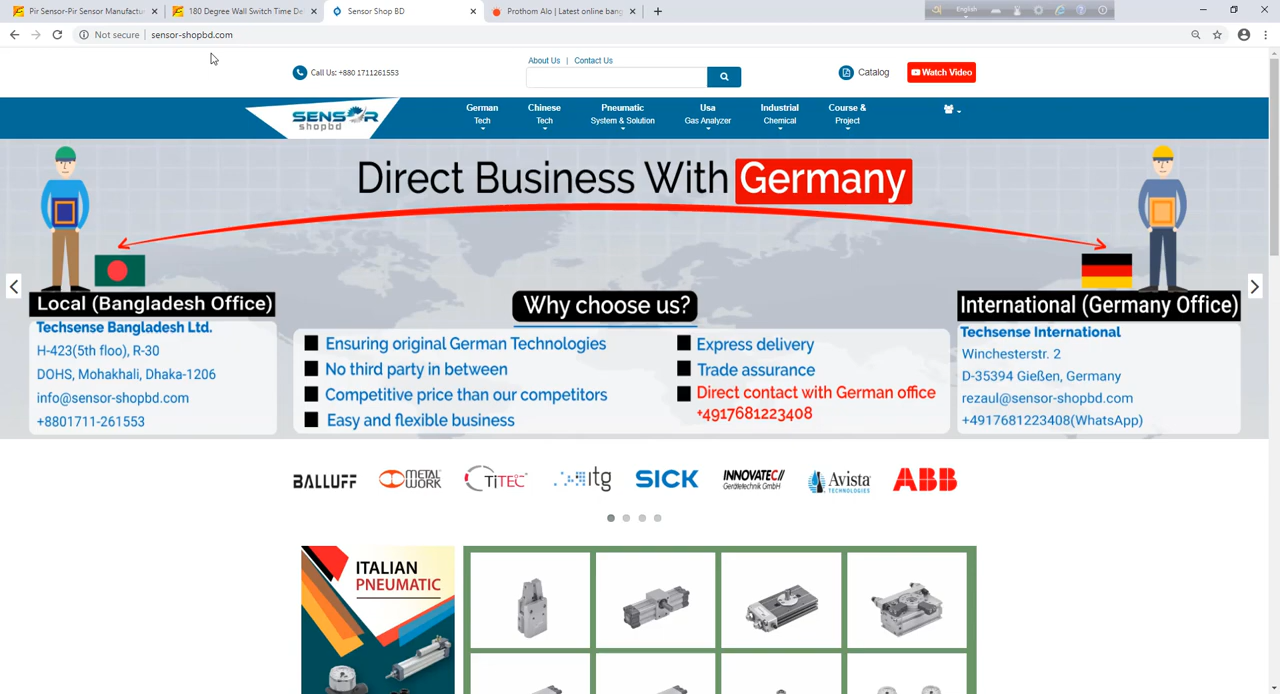 Pir Sensor-Pir Sensor Manufactu
180 Degree Wall Switch Time De
Sensor Shop BD
Prothom Alo | Latest online bang
English
Not secure
sensor-shopbd.com
Call Us: +880 1711261553
About Us | Contact Us
Catalog
Watch Video
SENSOR
shopbd
German
Tech
Chinese
Tech
Pneumatic
System & Solution
Usa
Gas Analyzer
Industrial
Chemical
Course &
Project
Direct Business With Germany
Local (Bangladesh Office)
Techsense Bangladesh Ltd.
H-423(5th floo), R-30
DOHS, Mohakhali, Dhaka-1206
info@sensor-shopbd.com
+8801711-261553
Why choose us?
Ensuring original German Technologies
No third party in between
Competitive price than our competitors
Easy and flexible business
Express delivery
Trade assurance
Direct contact with German office
+4917681223408
International (Germany Office)
Techsense International
Winchesterstr. 2
D-35394 Gießen, Germany
rezaul@sensor-shopbd.com
+4917681223408(WhatsApp)
BALLUFF
METAL
WORK
TiTEC
itg
SICK
INNOVATEC
Gerätetechnik GmbH
Avista
TECHNOLOGIES
ABB
ITALIAN
PNEUMATIC